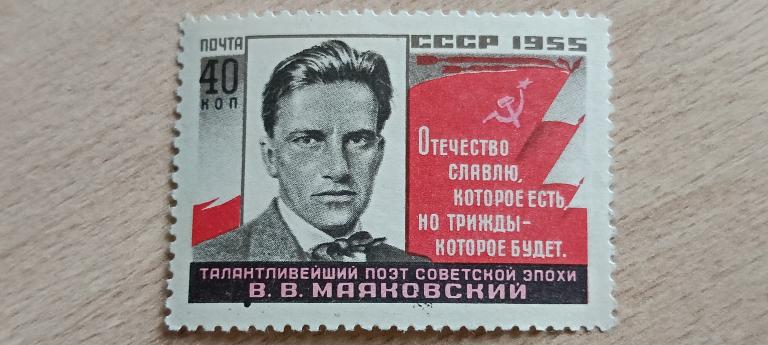 ПОЧТА
СССР 1955
40
КОП
ОТЕЧЕСТВО
СЛАВЛЮ,
КОТОРОЕ ЕСТЬ,
НО ТРИЖДЫ-
КОТОРОЕ БУДЕТ.
ТАЛАНТЛИВЕЙШИЙ ПОЭТ СОВЕТСКОЙ ЭПОХИ
В. В. МАЯКОВСКИЙ